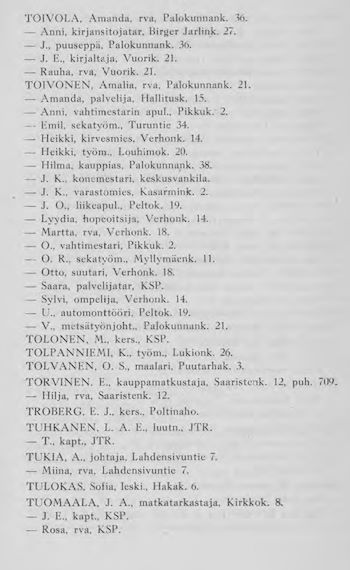 TOIVOLA, Amanda, rva, Palokunnank. 36.
— Anni, kirjansitojatar, Birger Jarlink. 27.
— J., puuseppä, Palokunnank. 36.
— J. E., kirjaltaja, Vuorik. 21.
— Rauha, rva, Vuorik. 21.
TOIVONEN, Amalia, rva, Palokunnank. 21.
— Amanda, palvelija, Hallitusk. 15.
— Anni, vahtimestarin apul., Pikkuk. 2.
— Emil, sekatyöm., Turuntie 34.
— Heikki, kirvesmies, Verhonk. 14.
— Heikki, työm., Louhimok. 20.
— Hilma, kauppias, Palokunnank. 38.
— J. K., konemestari, keskusvankila.
— J. K., varastomies, Kasarmink. 2.
— J. O., liikeapul., Peltok. 19.
— Lyydia, hopeoitsija, Verhonk. 14.
— Martta, rva, Verhonk. 18.
— O., vahtimestari, Pikkuk. 2.
— O. R., sekatyöm., Myllymäenk. 11.
— Otto, suutari, Verhonk. 18.
— Saara, palvelijatar, KSP.
— Sylvi, ompelija, Verhonk. 14.
— U., automonttööri, Peltok. 19.
— V., metsätyönjoht., Palokunnank. 21.
TOLONEN, M., kers., KSP.
TOLPANNIEMI, K., työm., Lukionk. 26.
TOLVANEN, O. S., maalari, Puutarhak. 3.
TORVINEN, E., kauppamatkustaja, Saaristenk. 12, puh. 709.
— Hilja, rva, Saaristenk. 12.
TROBERG, E. J., kers., Poltinaho.
TUHKANEN, L. A. E., luutn., JTR.
— T., kapt., JTR.
TUKIA, A., johtaja, Lahdensivuntie 7.
— Miina, rva, Lahdensivuntie 7.
TULOKAS, Sofia, leski., Hakak. 6.
TUOMAALA, J. A., matkatarkastaja, Kirkkok. 8.
— J. E., kapt., KSP.
— Rosa, rva, KSP.